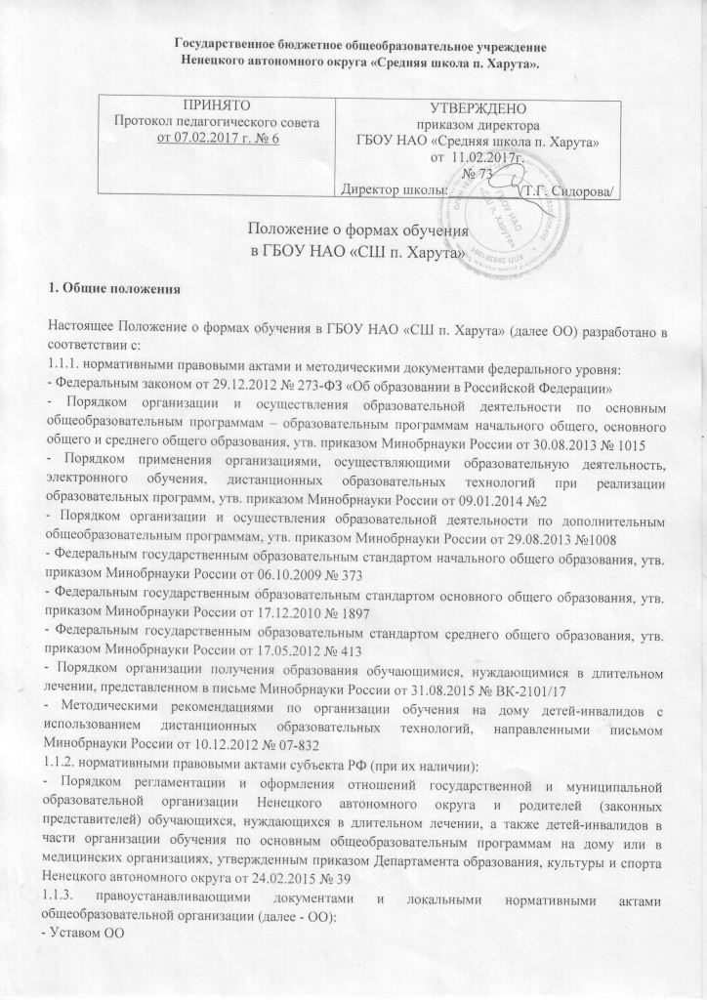 Государственное бюджетное общеобразовательное учреждение
Ненецкого автономного округа «Средняя школа п. Харута».
ПРИНЯТО
Протокол педагогического совета
от 07.02.2017 г. № 6
УТВЕРЖДЕНО
приказом директора
ГБОУ НАО «Средняя школа п. Харута»
от 11.02.2017г.
№ 73
Директор школы: /Т.Г. Сидорова/
ГБОУ НАО
«СШ п. Харута»
Положение о формах обучения
в ГБОУ НАО «СШ п. Харута»
1. Общие положения
Настоящее Положение о формах обучения в ГБОУ НАО «СШ п. Харута» (далее ОО) разработано в
соответствии с:
1.1.1. нормативными правовыми актами и методическими документами федерального уровня:
- Федеральным законом от 29.12.2012 № 273-ФЗ «Об образовании в Российской Федерации»
- Порядком организации и осуществления образовательной деятельности по основным
общеобразовательным программам – образовательным программам начального общего, основного
общего и среднего общего образования, утв. приказом Минобрнауки России от 30.08.2013 № 1015
- Порядком применения организациями, осуществляющими образовательную деятельность,
электронного обучения, дистанционных образовательных технологий при реализации
образовательных программ, утв. приказом Минобрнауки России от 09.01.2014 №2
- Порядком организации и осуществления образовательной деятельности по дополнительным
общеобразовательным программам, утв. приказом Минобрнауки России от 29.08.2013 №1008
- Федеральным государственным образовательным стандартом начального общего образования, утв.
приказом Минобрнауки России от 06.10.2009 № 373
- Федеральным государственным образовательным стандартом основного общего образования, утв.
приказом Минобрнауки России от 17.12.2010 № 1897
- Федеральным государственным образовательным стандартом среднего общего образования, утв.
приказом Минобрнауки России от 17.05.2012 № 413
- Порядком организации получения образования обучающимися, нуждающимися в длительном
лечении, представленном в письме Минобрнауки России от 31.08.2015 № ВК-2101/17
- Методическими рекомендациями по организации обучения на дому детей-инвалидов с
использованием дистанционных образовательных технологий, направленными письмом
Минобрнауки России от 10.12.2012 № 07-832
1.1.2. нормативными правовыми актами субъекта РФ (при их наличии):
- Порядком регламентации и оформления отношений государственной и муниципальной
образовательной организации Ненецкого автономного округа и родителей (законных
представителей) обучающихся, нуждающихся в длительном лечении, а также детей-инвалидов в
части организации обучения по основным общеобразовательным программам на дому или в
медицинских организациях, утвержденным приказом Департамента образования, культуры и спорта
Ненецкого автономного округа от 24.02.2015 № 39
1.1.3. правоустанавливающими документами и локальными нормативными актами
общеобразовательной организации (далее - ОО):
- Уставом ОО